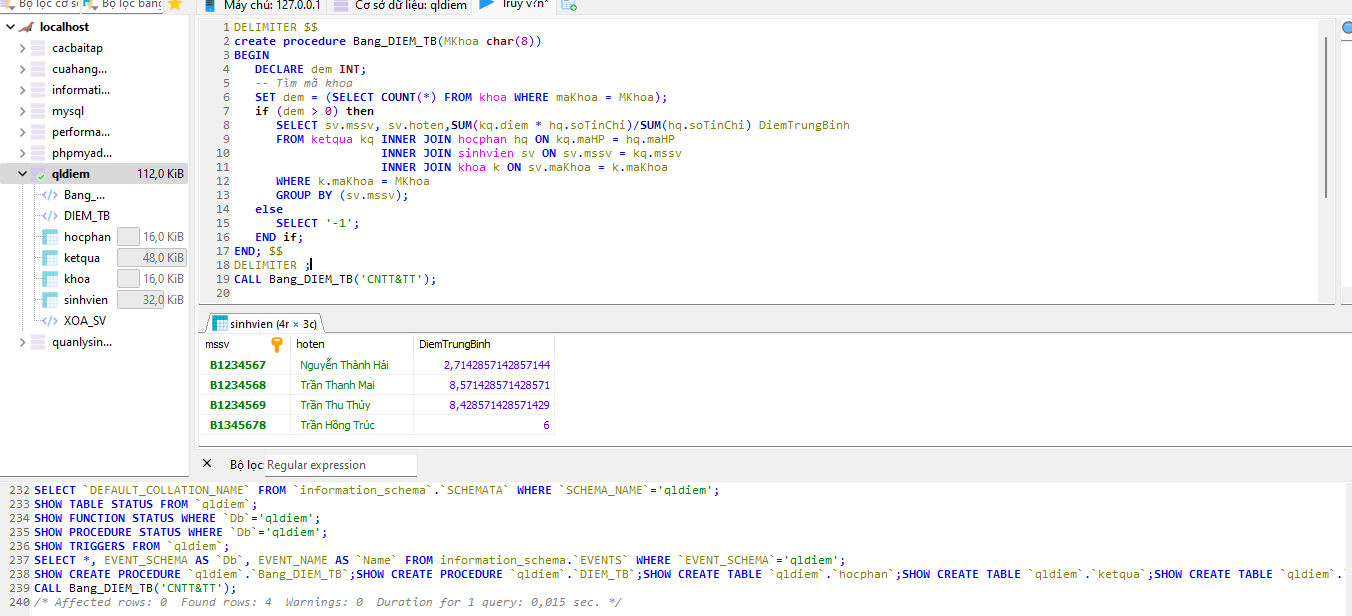 Bộ lọc cơ s
Bộ lọc bảng
Máy chủ: 127.0.0.1
Cơ sở dữ liệu: qldiem
Truy v?n*
localhost
cacbaitap
cuahang...
informati...
mysql
performa...
phpmyad...
qldiem 112,0 KiB
Bang_...
DIEM_TB
hocphan 16,0 KiB
ketqua 48,0 KiB
khoa 16,0 KiB
sinhvien 32,0 KiB
XOA_SV
quanlysin...
1 DELIMITER $$
2 create procedure Bang_DIEM_TB(MKhoa char(8))
3 BEGIN
4 DECLARE dem INT;
5 -- Tìm mã khoa
6 SET dem = (SELECT COUNT(*) FROM khoa WHERE maKhoa = MKhoa);
7 if (dem > 0) then
8 SELECT sv.mssv, sv.hoten,SUM(kq.diem * hq.soTinChi)/SUM(hq.soTinChi) DiemTrungBinh
9 FROM ketqua kq INNER JOIN hocphan hq ON kq.maHP = hq.maHP
10 INNER JOIN sinhvien sv ON sv.mssv = kq.mssv
11 INNER JOIN khoa k ON sv.maKhoa = k.maKhoa
12 WHERE k.maKhoa = MKhoa
13 GROUP BY (sv.mssv);
14 else
15 SELECT '-1';
16 END if;
17 END; $$
18 DELIMITER ;
19 CALL Bang_DIEM_TB('CNTT&TT');
20
sinhvien (4r × 3c)
mssv hoten DiemTrungBinh
B1234567 Nguyễn Thành Hải 2,7142857142857144
B1234568 Trần Thanh Mai 8,571428571428571
B1234569 Trần Thu Thủy 8,428571428571429
B1345678 Trần Hồng Trúc 6
Bộ lọc: Regular expression
232 SELECT `DEFAULT_COLLATION_NAME` FROM `information_schema`.`SCHEMATA` WHERE `SCHEMA_NAME`='qldiem';
233 SHOW TABLE STATUS FROM `qldiem`;
234 SHOW FUNCTION STATUS WHERE `Db`='qldiem';
235 SHOW PROCEDURE STATUS WHERE `Db`='qldiem';
236 SHOW TRIGGERS FROM `qldiem`;
237 SELECT *, EVENT_SCHEMA AS `Db`, EVENT_NAME AS `Name` FROM information_schema.`EVENTS` WHERE `EVENT_SCHEMA`='qldiem';
238 SHOW CREATE PROCEDURE `qldiem`.`Bang_DIEM_TB`;SHOW CREATE PROCEDURE `qldiem`.`DIEM_TB`;SHOW CREATE TABLE `qldiem`.`hocphan`;SHOW CREATE TABLE `qldiem`.`ketqua`;SHOW CREATE TABLE `qldiem`.`
239 CALL Bang_DIEM_TB('CNTT&TT');
240 /* Affected rows: 0 Found rows: 4 Warnings: 0 Duration for 1 query: 0,015 sec. */